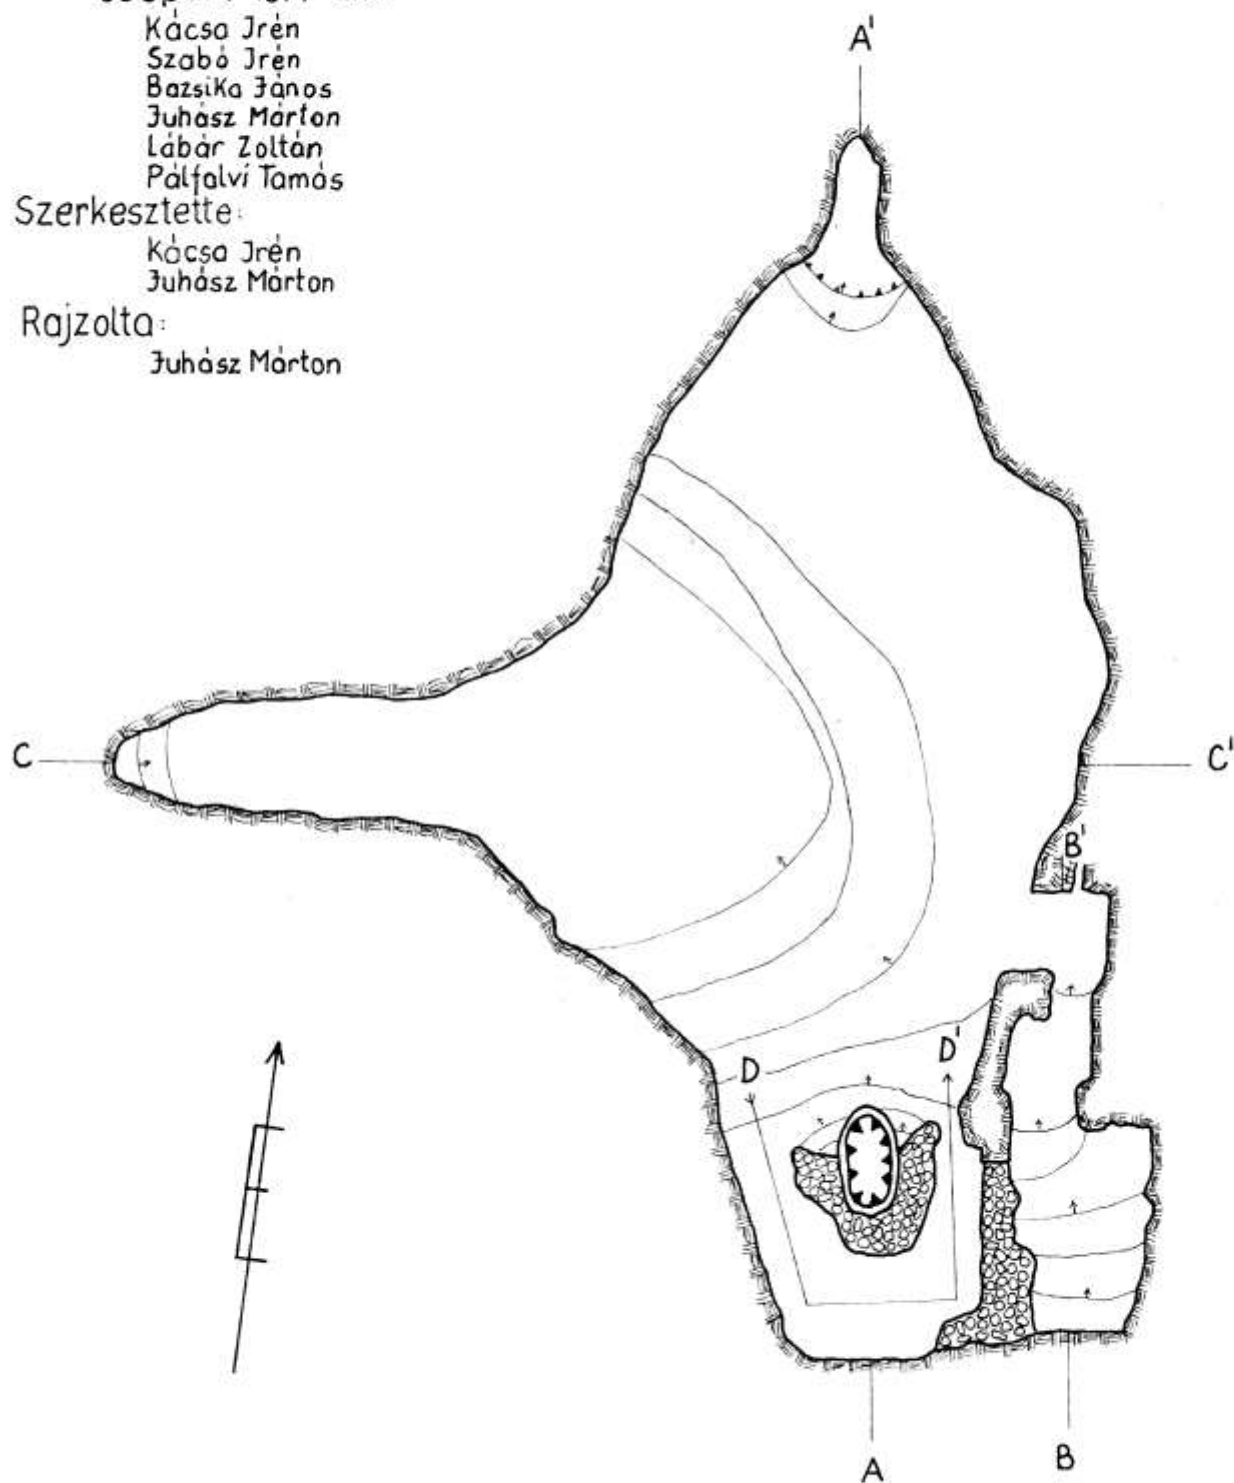 Kácsa Irén
Szabó Irén
Bazsika János
Juhász Márton
Lábár Zoltán
Pálfalvi Tamás
Szerkesztette:
Kácsa Irén
Juhász Márton
Rajzolta:
Juhász Márton
A'
C
C'
B'
D
D'
A
B